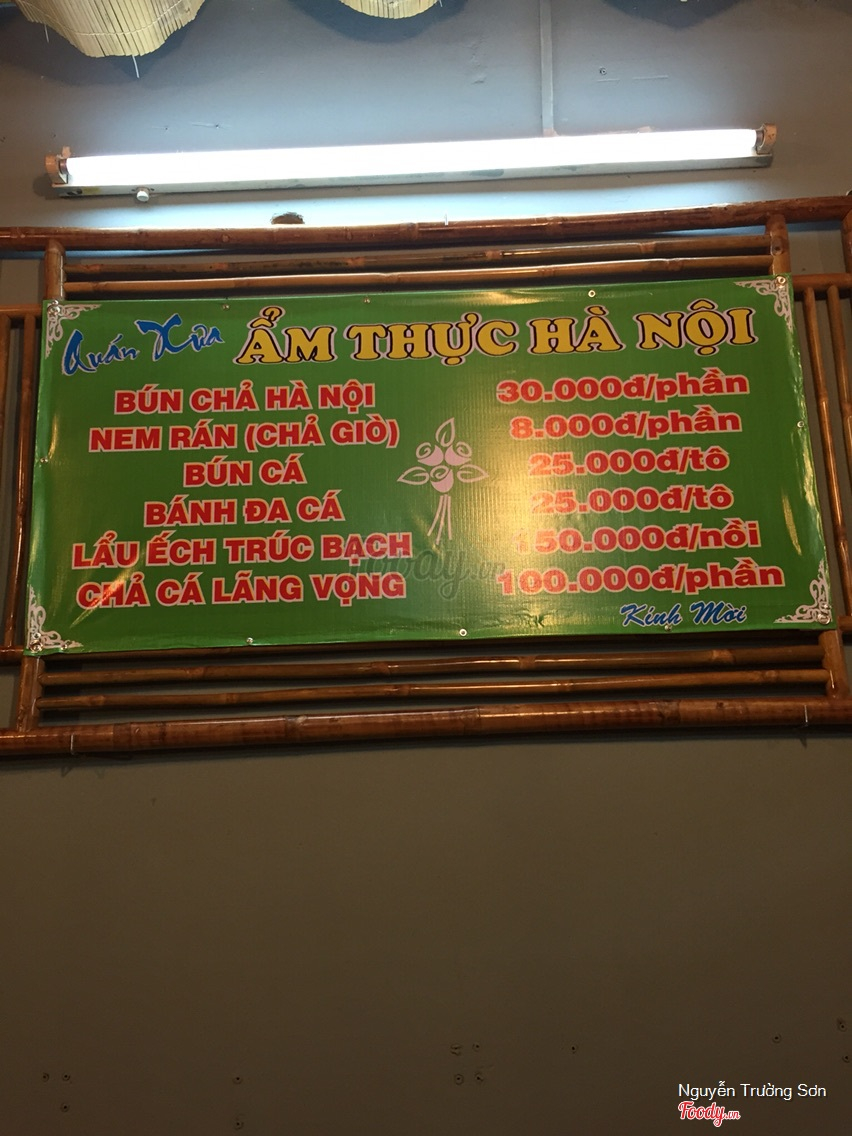 Quán Xưa ẨM THỰC HÀ NỘI
BÚN CHẢ HÀ NỘI 30.000đ/phần
NEM RÁN (CHẢ GIÒ) 8.000đ/phần
BÚN CÁ 25.000đ/tô
BÁNH ĐA CÁ 25.000đ/tô
LẨU ẾCH TRÚC BẠCH 150.000đ/nồi
CHẢ CÁ LÃNG VỌNG 100.000đ/phần
Kính Mời
Foody.vn
Nguyễn Trường Sơn
Foody.vn